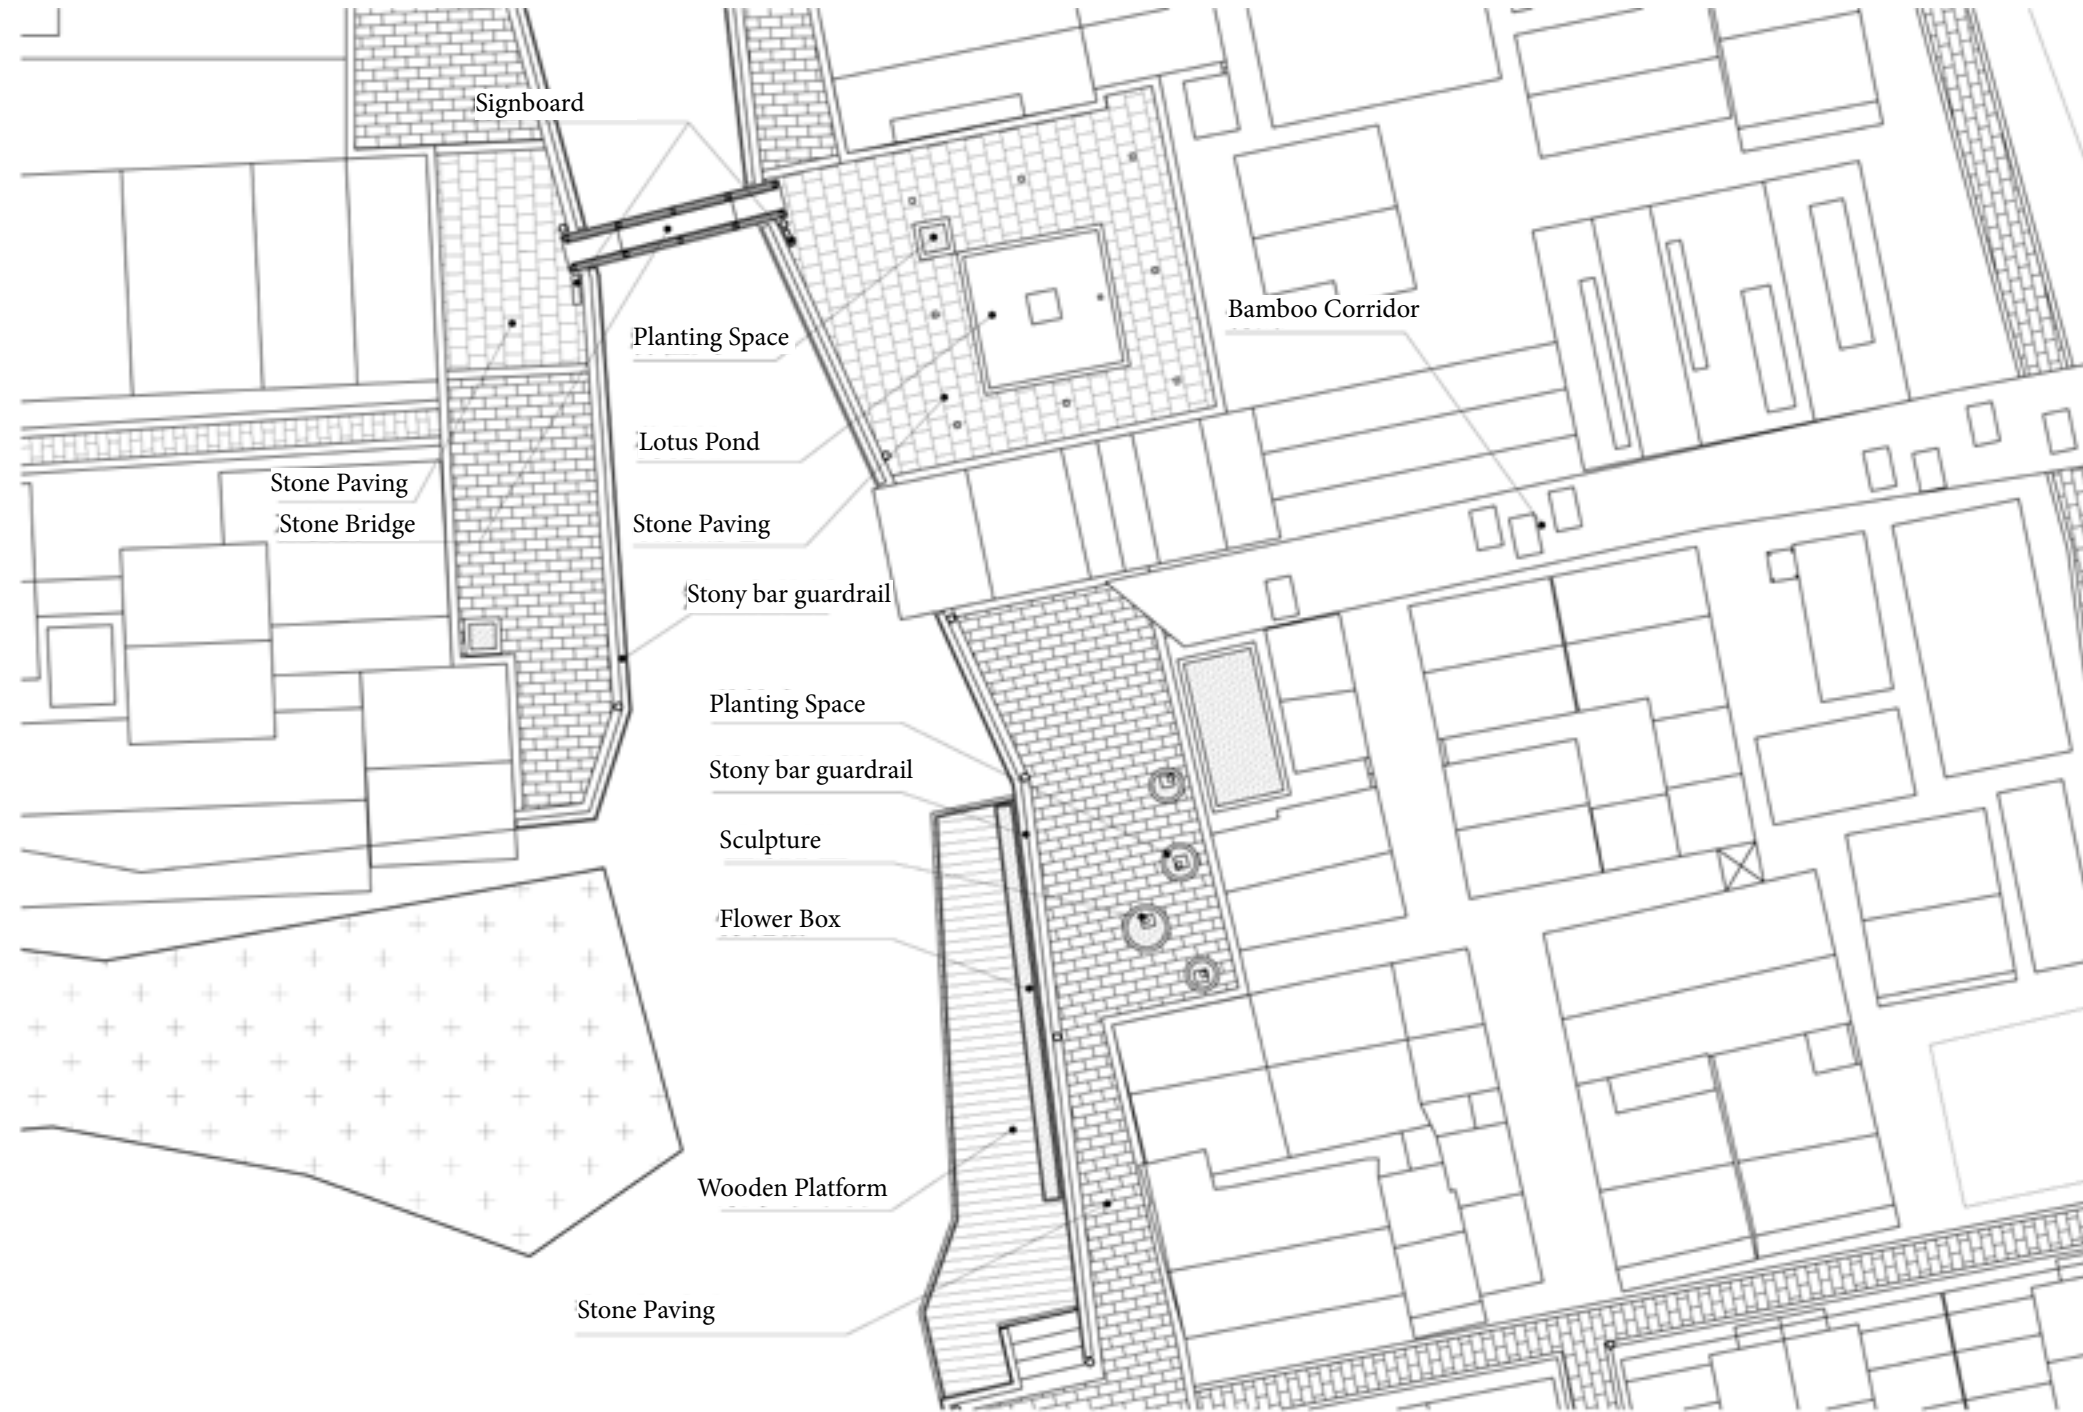 Signboard
Bamboo Corridor
Planting Space
Lotus Pond
Stone Paving
Stone Bridge
Stone Paving
Stony bar guardrail
Planting Space
Stony bar guardrail
Sculpture
Flower Box
Wooden Platform
Stone Paving